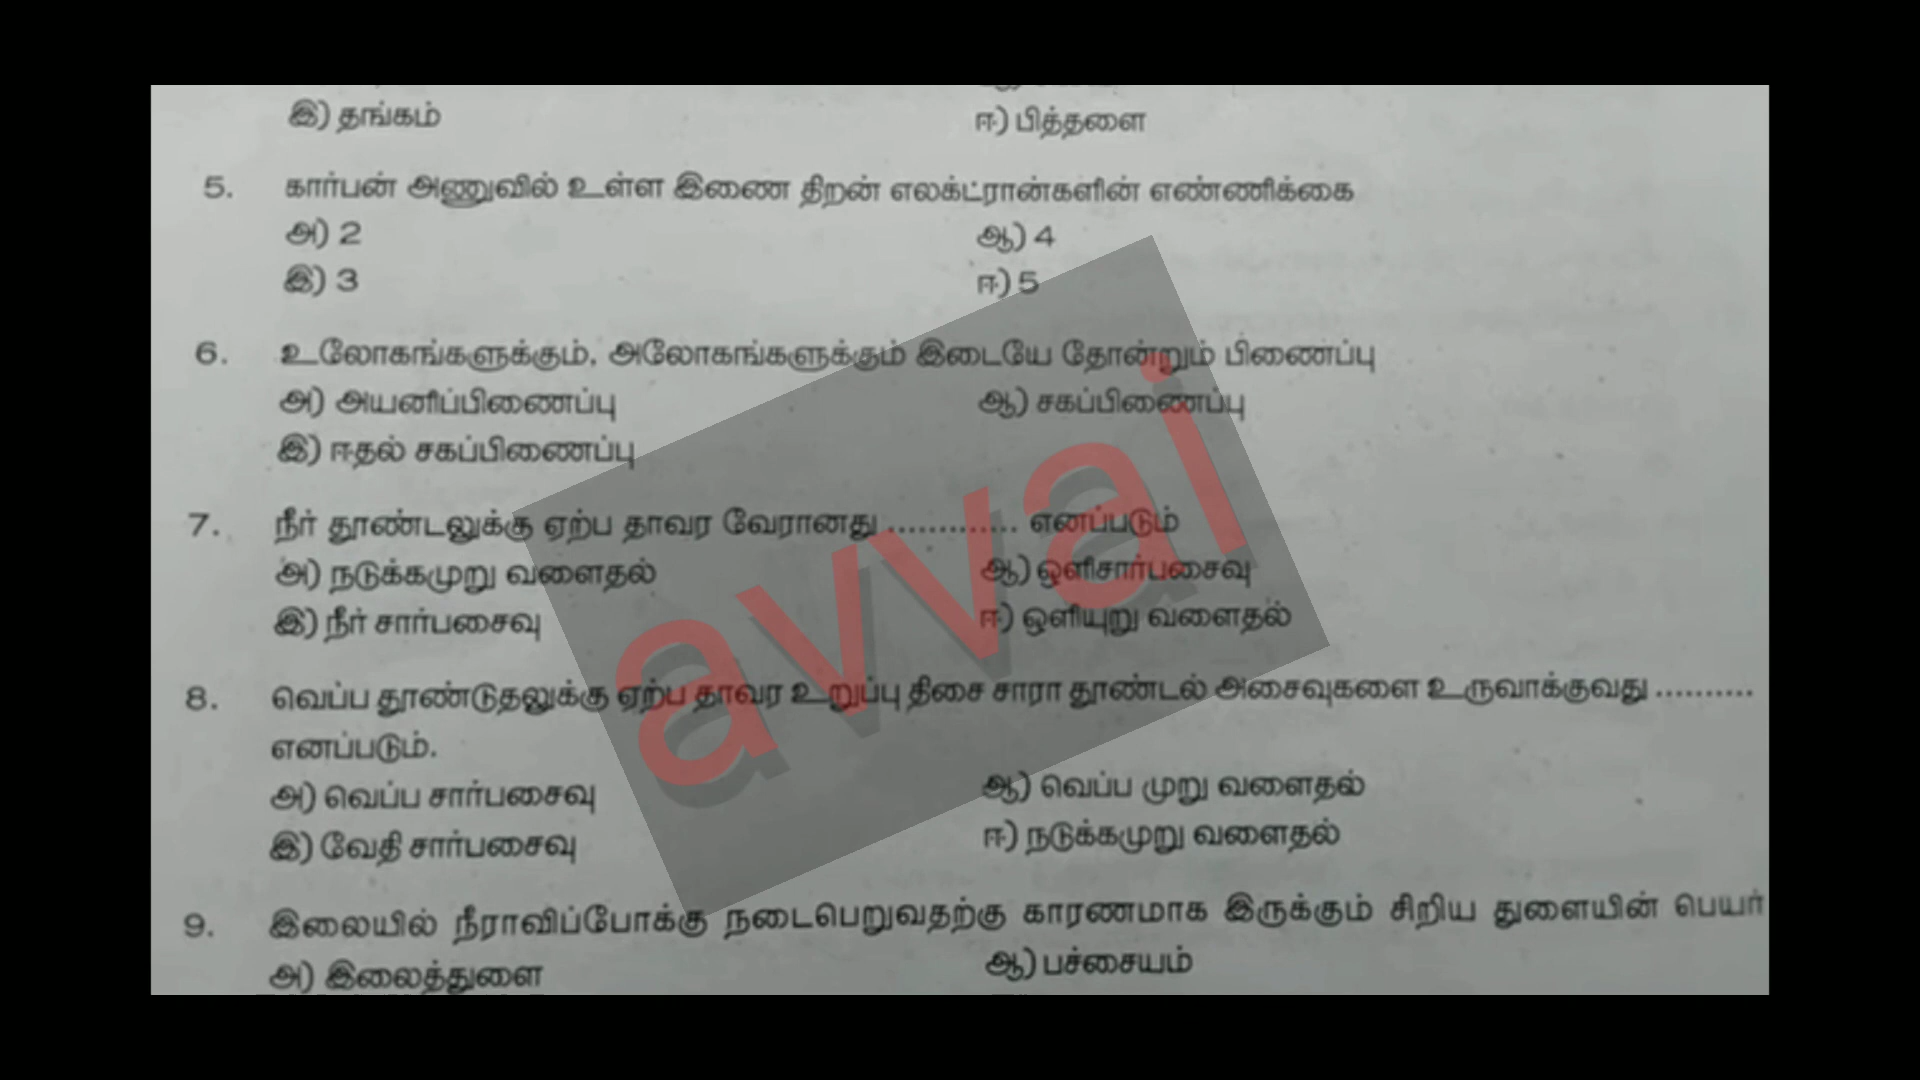 இ) தங்கம் ஈ) பித்தளை
5. கார்பன் அணுவில் உள்ள இணை திறன் எலக்ட்ரான்களின் எண்ணிக்கை
அ) 2 ஆ) 4
இ) 3 ஈ) 5
6. உலோகங்களுக்கும், அலோகங்களுக்கும் இடையே தோன்றும் பிணைப்பு
அ) அயனிப்பிணைப்பு ஆ) சகப்பிணைப்பு
இ) ஈதல் சகப்பிணைப்பு
7. நீர் தூண்டலுக்கு ஏற்ப தாவர வேரானது ............. எனப்படும்
அ) நடுக்கமுறு வளைதல் ஆ) ஒளிசார்பசைவு
இ) நீர் சார்பசைவு ஈ) ஒளியுறு வளைதல்
8. வெப்ப தூண்டுதலுக்கு ஏற்ப தாவர உறுப்பு திசை சாரா தூண்டல் அசைவுகளை உருவாக்குவது ..........
எனப்படும்.
அ) வெப்ப சார்பசைவு ஆ) வெப்ப முறு வளைதல்
இ) வேதி சார்பசைவு ஈ) நடுக்கமுறு வளைதல்
9. இலையில் நீராவிப்போக்கு நடைபெறுவதற்கு காரணமாக இருக்கும் சிறிய துளையின் பெயர்
அ) இலைத்துளை ஆ) பச்சையம்
avvai